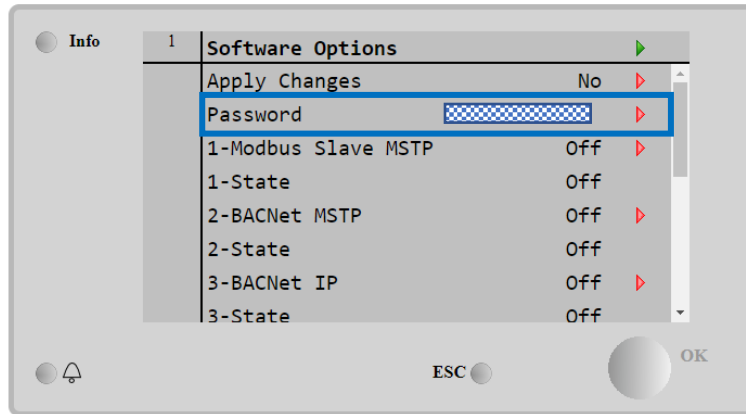 Info
1 Software Options
Apply Changes No
Password
1-Modbus Slave MSTP Off
1-State Off
2-BACNet MSTP Off
2-State Off
3-BACNet IP Off
3-State Off
ESC
OK